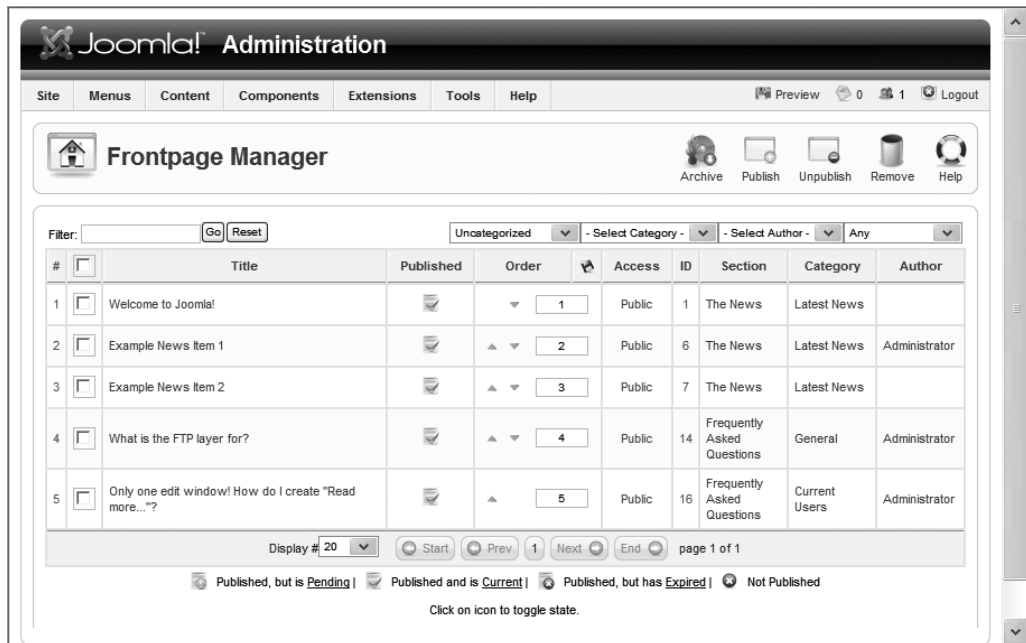 Joomla! Administration
Site Menus Content Components Extensions Tools Help Preview 0 1 Logout
Frontpage Manager
Archive Publish Unpublish Remove Help
Filter: Go Reset Uncategorized - Select Category - - Select Author - Any
# Title Published Order Access ID Section Category Author
1 Welcome to Joomla! 1 Public 1 The News Latest News
2 Example News Item 1 2 Public 6 The News Latest News Administrator
3 Example News Item 2 3 Public 7 The News Latest News
4 What is the FTP layer for? 4 Public 14 Frequently Asked Questions General Administrator
5 Only one edit window! How do I create "Read more..."? 5 Public 16 Frequently Asked Questions Current Users Administrator
Display # 20 Start Prev 1 Next End page 1 of 1
Published, but is Pending | Published and is Current | Published, but has Expired | Not Published
Click on icon to toggle state.